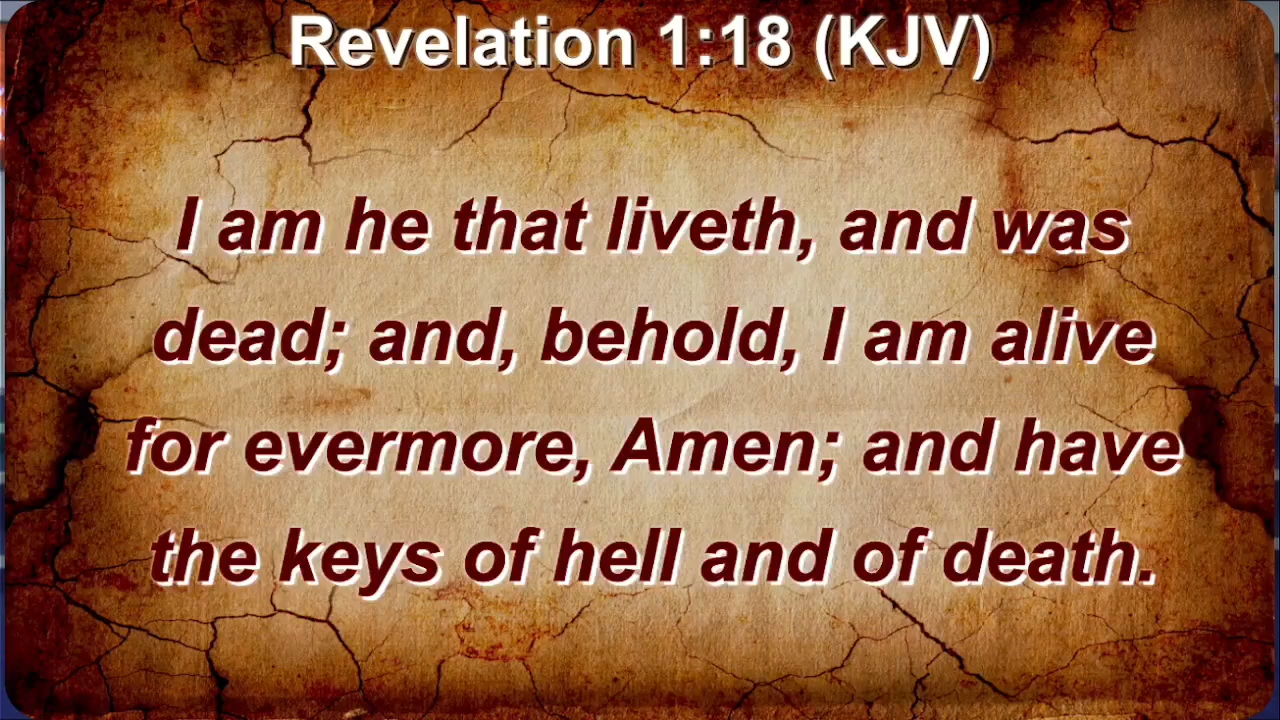 Revelation 1:18 (KJV)
I am he that liveth, and was
dead; and, behold, I am alive
for evermore, Amen; and have
the keys of hell and of death.